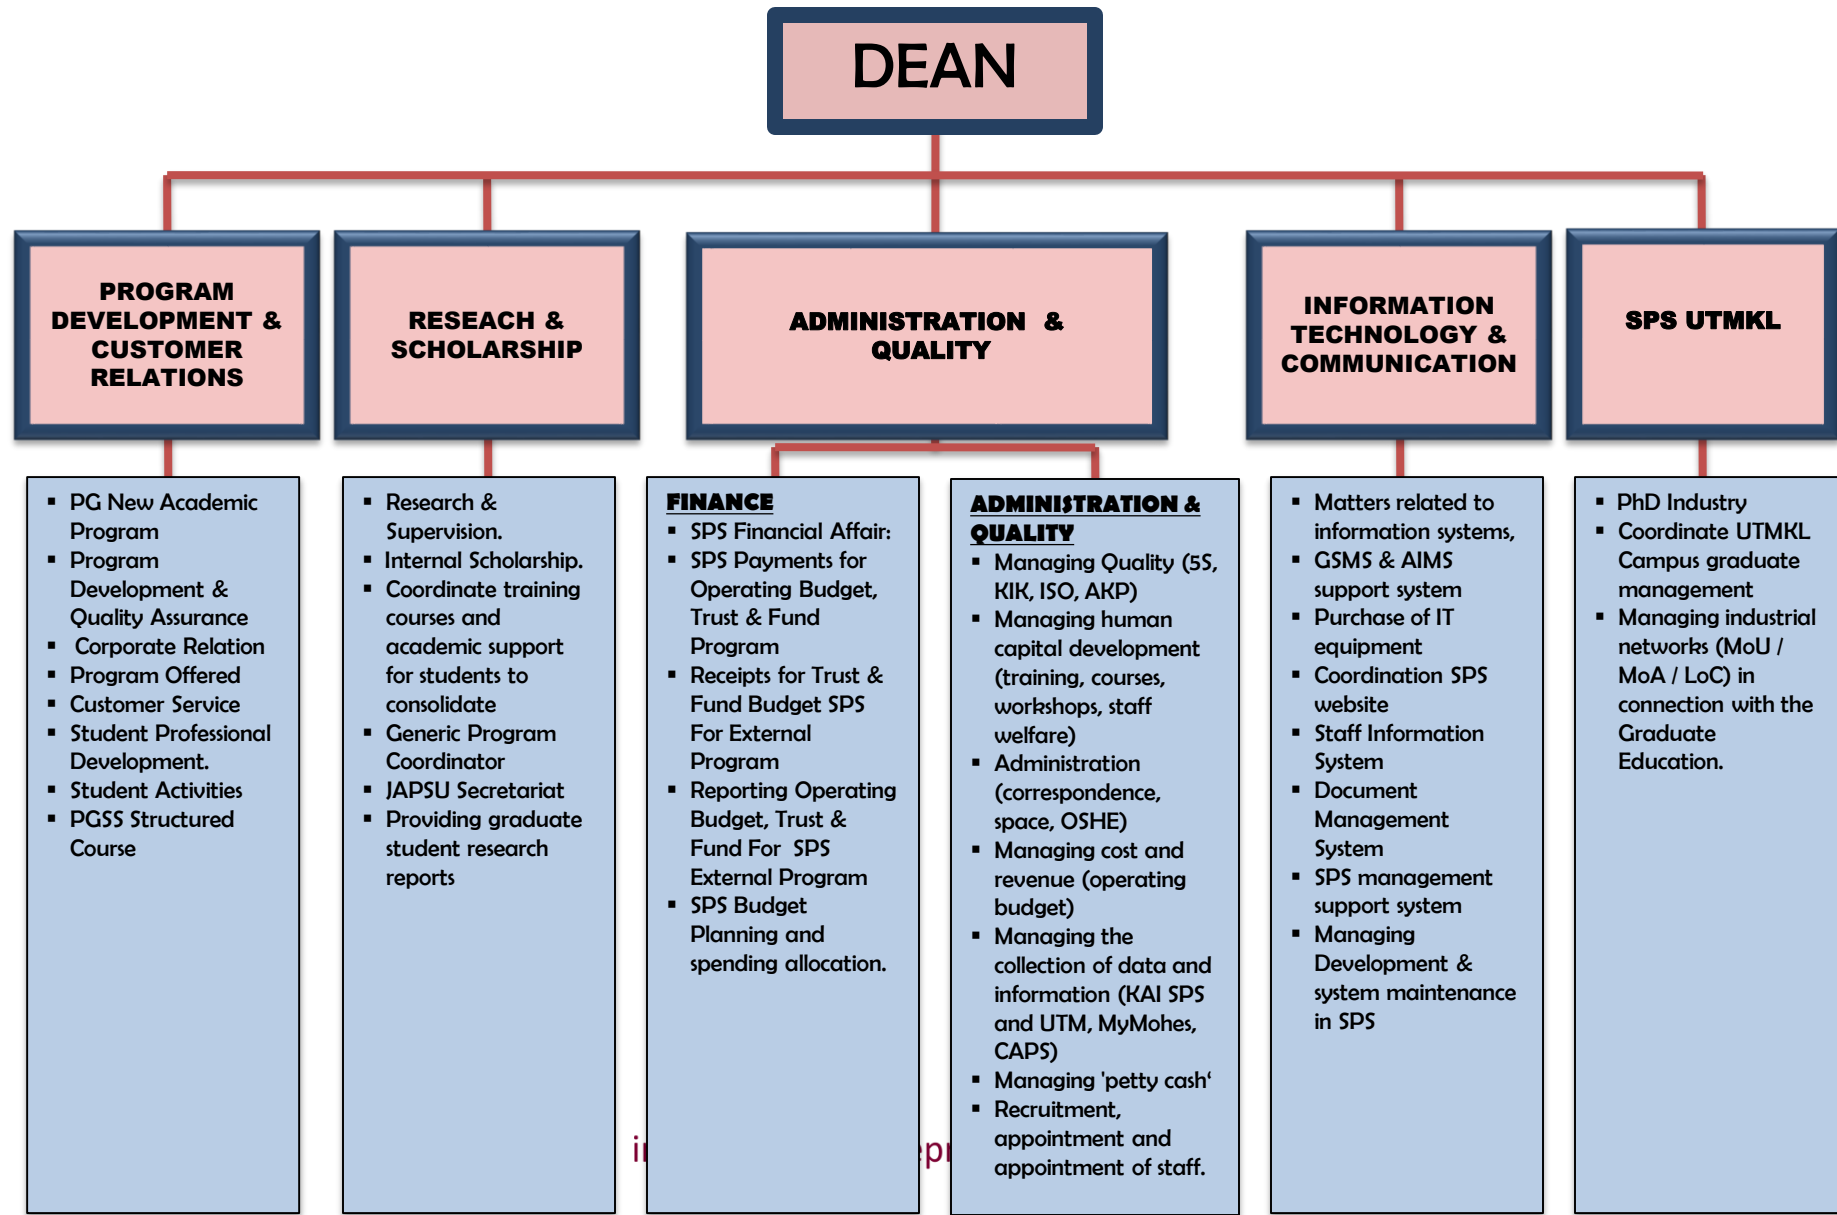 DEAN
PROGRAM
DEVELOPMENT &
CUSTOMER
RELATIONS
RESEACH &
SCHOLARSHIP
ADMINISTRATION &
QUALITY
INFORMATION
TECHNOLOGY &
COMMUNICATION
SPS UTMKL
▪ PG New Academic
Program
▪ Program
Development &
Quality Assurance
▪ Corporate Relation
▪ Program Offered
▪ Customer Service
▪ Student Professional
Development.
▪ Student Activities
▪ PGSS Structured
Course
▪ Research &
Supervision.
▪ Internal Scholarship.
▪ Coordinate training
courses and
academic support
for students to
consolidate
▪ Generic Program
Coordinator
▪ JAPSU Secretariat
▪ Providing graduate
student research
reports
FINANCE
▪ SPS Financial Affair:
▪ SPS Payments for
Operating Budget,
Trust & Fund
Program
▪ Receipts for Trust &
Fund Budget SPS
For External
Program
▪ Reporting Operating
Budget, Trust &
Fund For SPS
External Program
▪ SPS Budget
Planning and
spending allocation.
ADMINISTRATION &
QUALITY
▪ Managing Quality (5S,
KIK, ISO, AKP)
▪ Managing human
capital development
(training, courses,
workshops, staff
welfare)
▪ Administration
(correspondence,
space, OSHE)
▪ Managing cost and
revenue (operating
budget)
▪ Managing the
collection of data and
information (KAI SPS
and UTM, MyMohes,
CAPS)
▪ Managing 'petty cash‘
▪ Recruitment,
appointment and
appointment of staff.
▪ Matters related to
information systems,
▪ GSMS & AIMS
support system
▪ Purchase of IT
equipment
▪ Coordination SPS
website
▪ Staff Information
System
▪ Document
Management
System
▪ SPS management
support system
▪ Managing
Development &
system maintenance
in SPS
▪ PhD Industry
▪ Coordinate UTMKL
Campus graduate
management
▪ Managing industrial
networks (MoU /
MoA / LoC) in
connection with the
Graduate
Education.